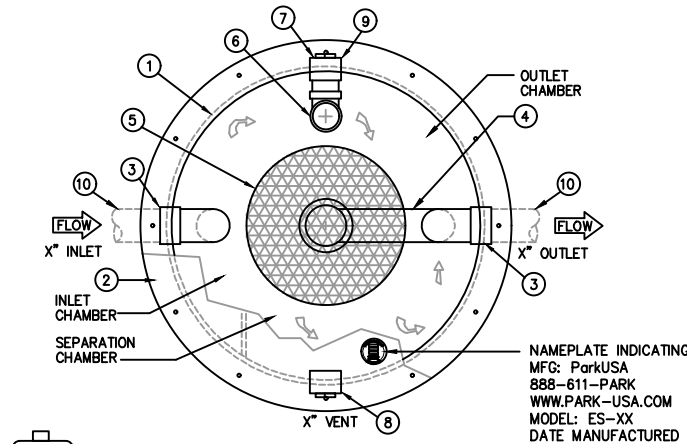 7
9
6
1
OUTLET
CHAMBER
5
4
10
3
10
FLOW
FLOW
X" INLET
X" OUTLET
2
3
INLET
CHAMBER
SEPARATION
CHAMBER
NAMEPLATE INDICATING
MFG: ParkUSA
888-611-PARK
WWW.PARK-USA.COM
MODEL: ES-XX
DATE MANUFACTURED
X" VENT
8